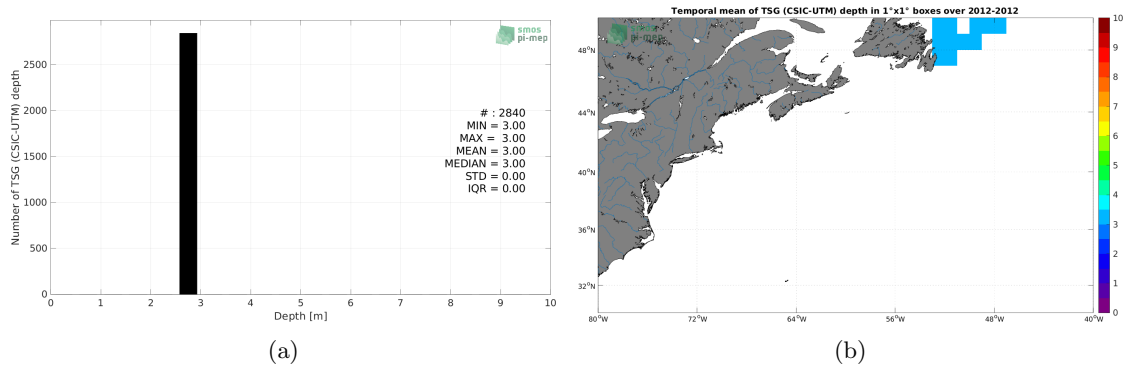 smos
pi-mep
2500
2000
1500
1000
500
0
Number of TSG (CSIC-UTM) depth
# : 2840
MIN = 3.00
MAX = 3.00
MEAN = 3.00
MEDIAN = 3.00
STD = 0.00
IQR = 0.00
0 1 2 3 4 5 6 7 8 9 10
Depth [m]
(a)
Temporal mean of TSG (CSIC-UTM) depth in 1°x1° boxes over 2012-2012
smos
pi-mep
48°N
44°N
40°N
36°N
32°N
80°W 72°W 64°W 56°W 48°W 40°W
10
9
8
7
6
5
4
3
2
1
0
(b)